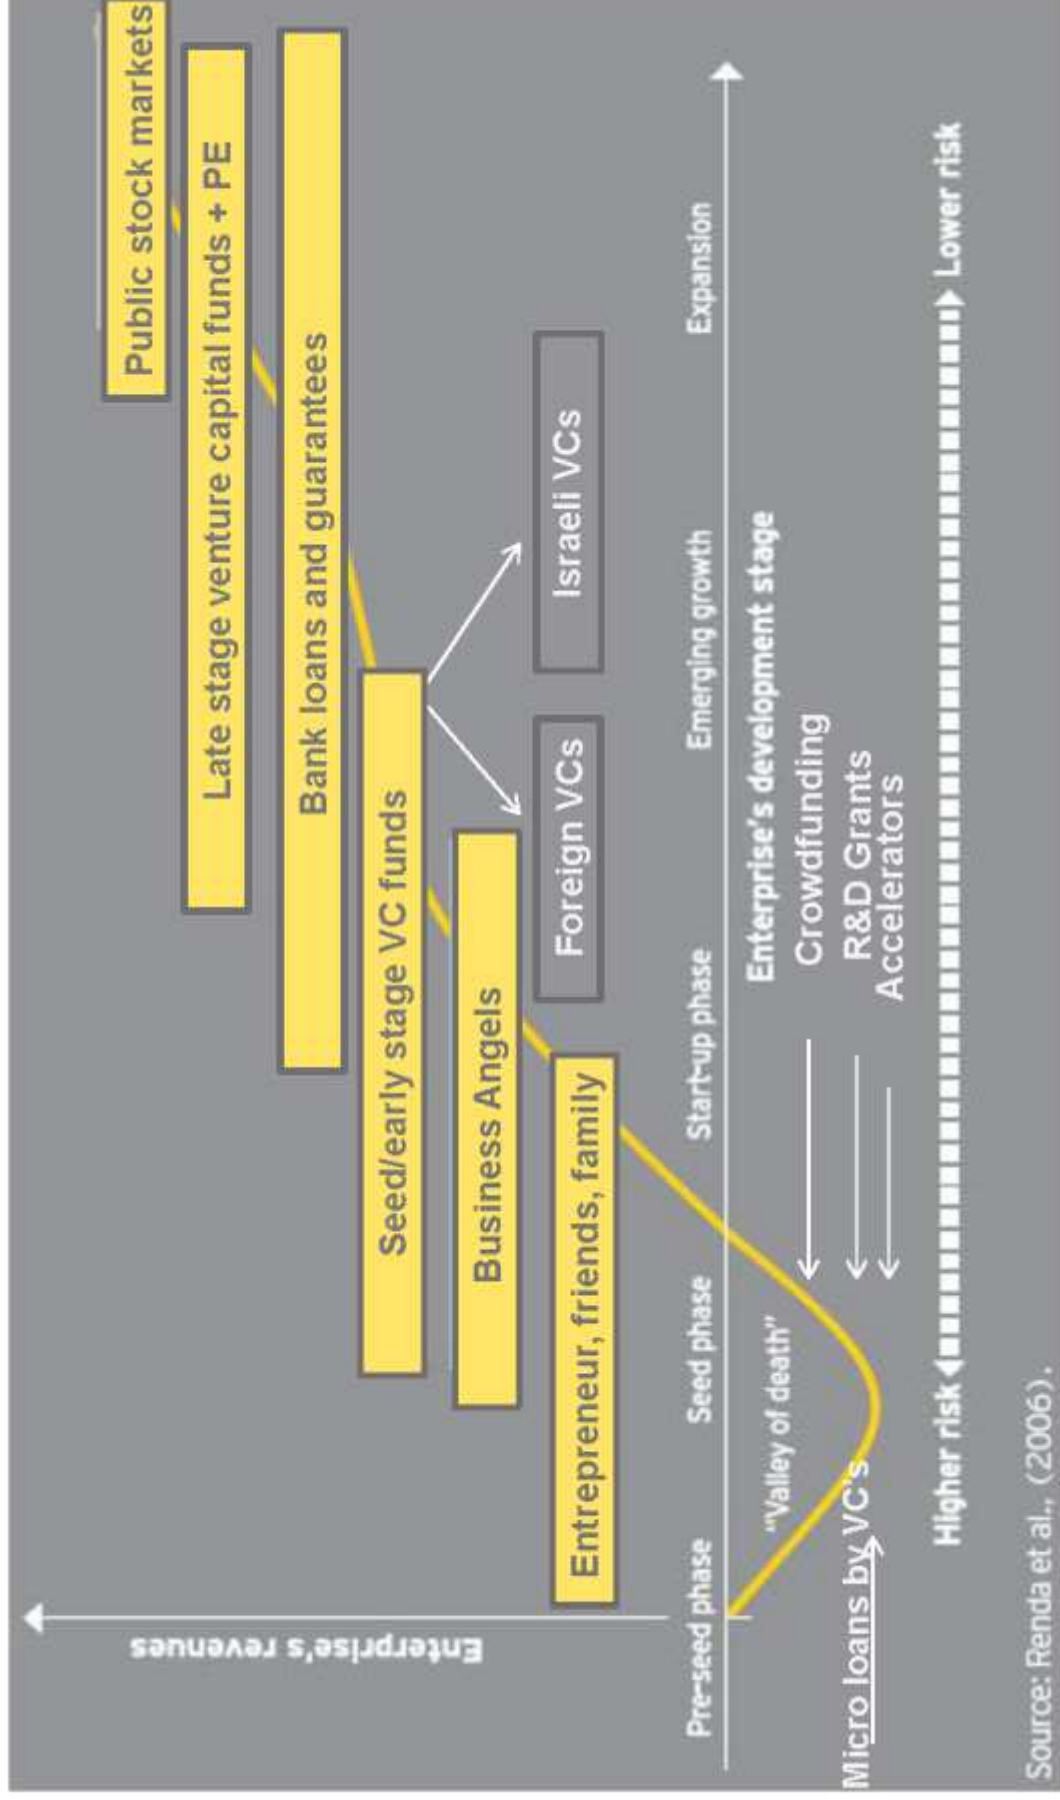 Public stock markets
Late stage venture capital funds + PE
Bank loans and guarantees
Seed/early stage VC funds
Business Angels
Entrepreneur, friends, family
Foreign VCs
Israeli VCs
Enterprise's revenues
Pre-seed phase
Seed phase
Start-up phase
Emerging growth
Expansion
Enterprise's development stage
"Valley of death"
Crowdfunding
R&D Grants
Accelerators
Micro loans by VC's
Higher risk
Lower risk
Source: Renda et al., (2006).